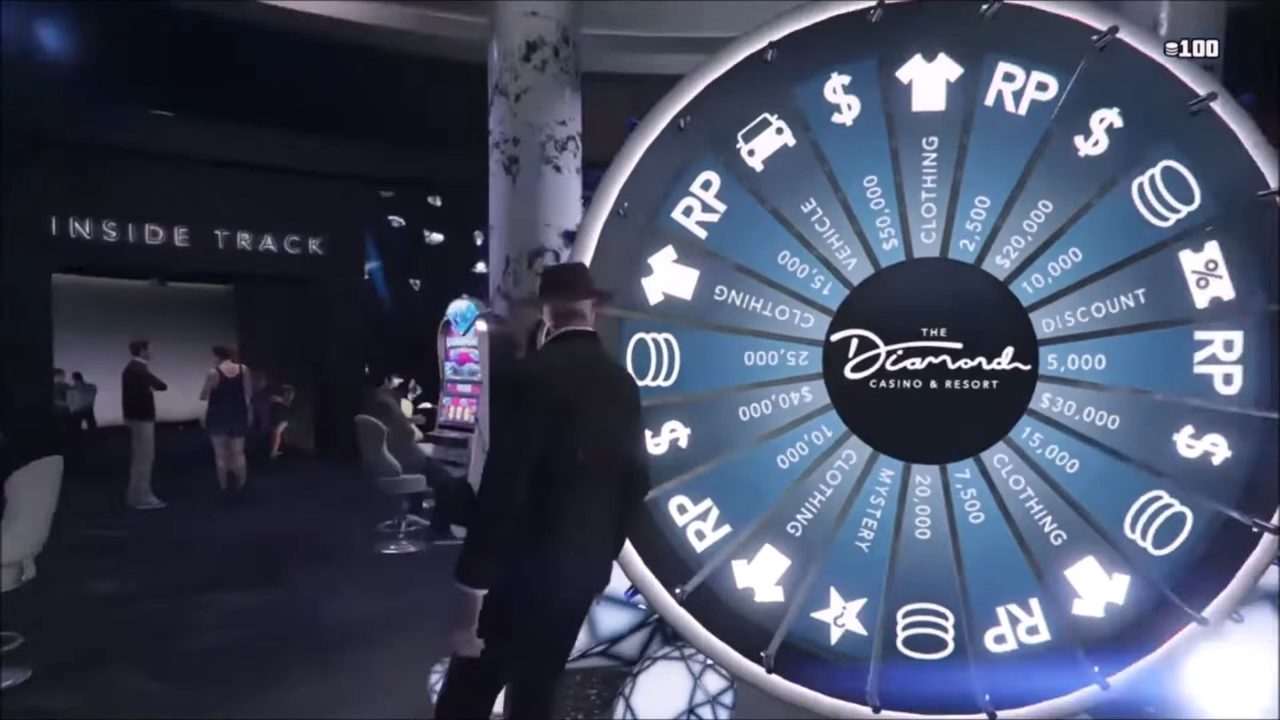 100
INSIDE TRACK
$
$50,000
CLOTHING
RP
2,500
$
$20,000
10,000
%
DISCOUNT
RP
5,000
$
$30,000
15,000
CLOTHING
RP
7,500
20,000
?
MYSTERY
CLOTHING
RP
10,000
$
$40,000
25,000
CLOTHING
RP
15,000
VEHICLE
THE
Diamond
CASINO & RESORT